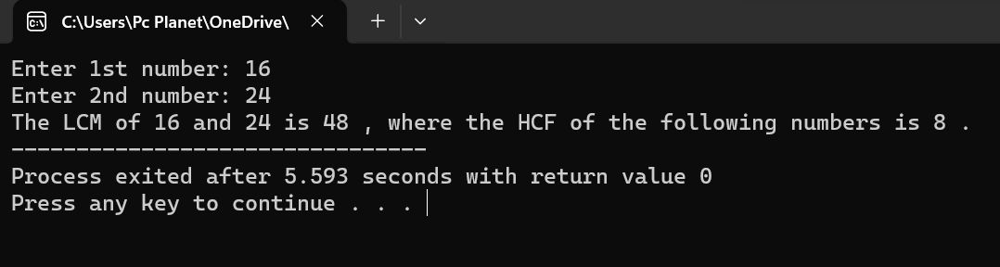 C:\Users\Pc Planet\OneDrive\
Enter 1st number: 16
Enter 2nd number: 24
The LCM of 16 and 24 is 48 , where the HCF of the following numbers is 8 .
--------------------------------
Process exited after 5.593 seconds with return value 0
Press any key to continue . . .